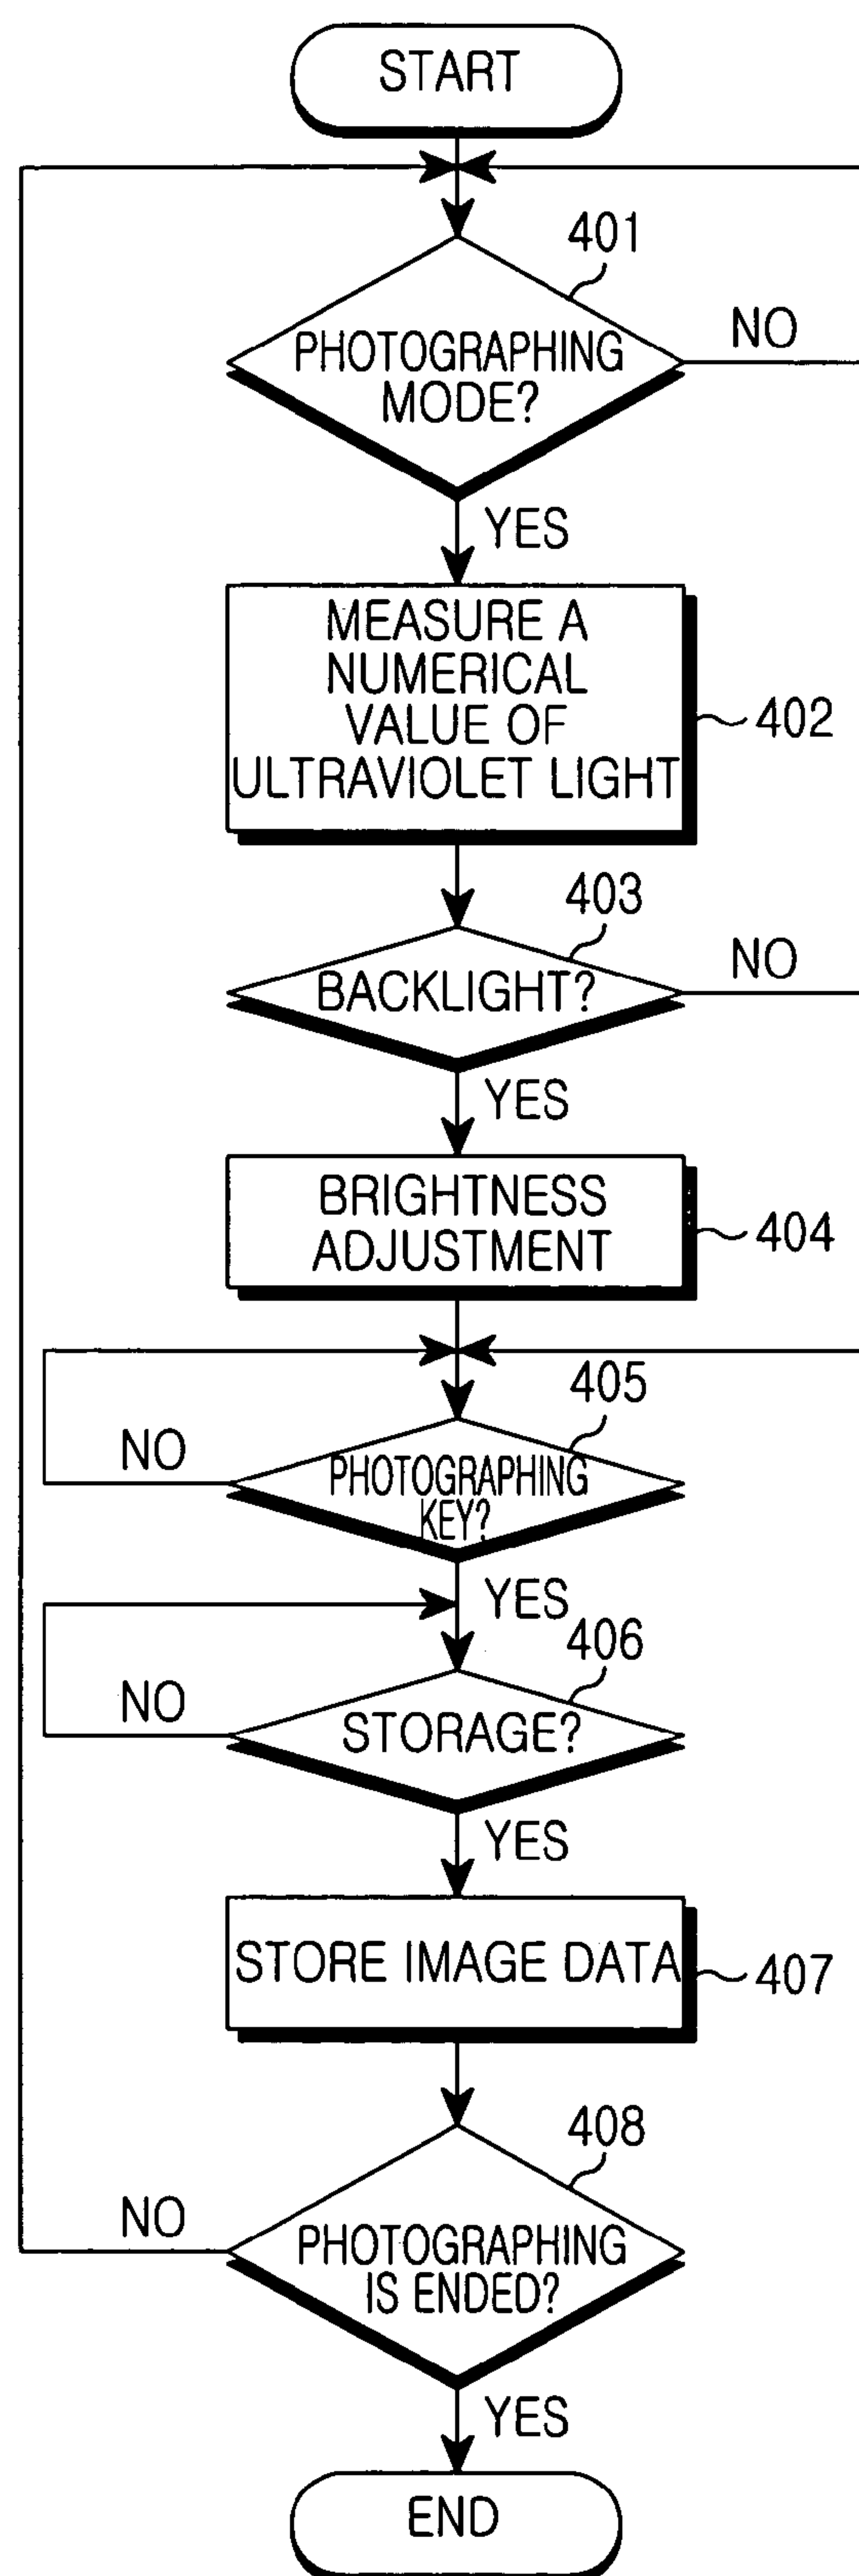 START
401
PHOTOGRAPHING
MODE?
NO
YES
MEASURE A
NUMERICAL
VALUE OF
ULTRAVIOLET LIGHT
402
403
BACKLIGHT?
NO
YES
BRIGHTNESS
ADJUSTMENT
404
405
NO
PHOTOGRAPHING
KEY?
YES
406
NO
STORAGE?
YES
STORE IMAGE DATA
407
408
NO
PHOTOGRAPHING
IS ENDED?
YES
END